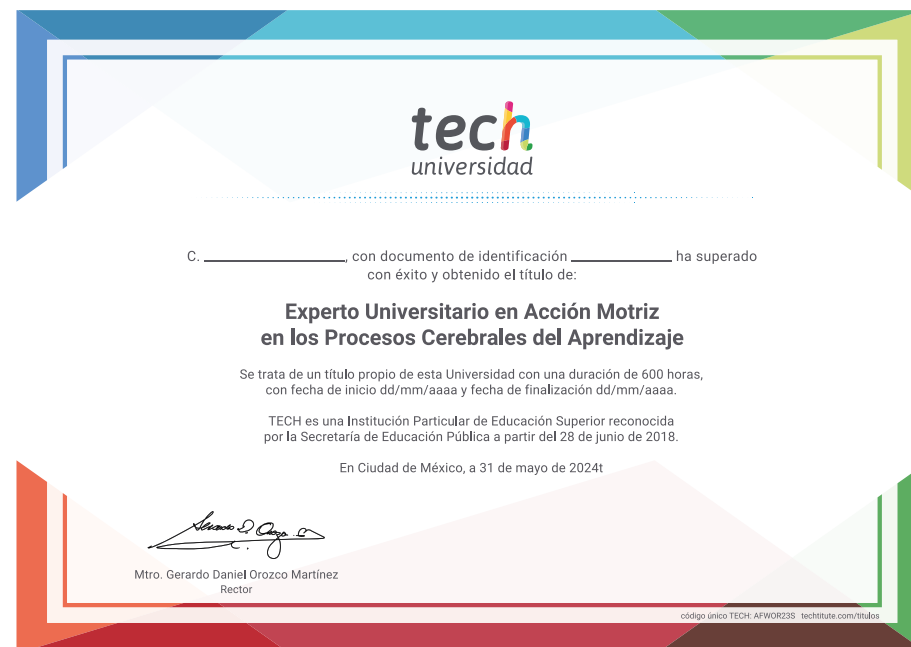 tech
universidad
C. ____________, con documento de identificación ____________ ha superado
con éxito y obtenido el título de:
Experto Universitario en Acción Motriz
en los Procesos Cerebrales del Aprendizaje
Se trata de un título propio de esta Universidad con una duración de 600 horas,
con fecha de inicio dd/mm/aaaa y fecha de finalización dd/mm/aaaa.
TECH es una Institución Particular de Educación Superior reconocida
por la Secretaría de Educación Pública a partir del 28 de junio de 2018.
En Ciudad de México, a 31 de mayo de 2024t
Mtro. Gerardo Daniel Orozco Martínez
Rector
código único TECH: AFWOR23S techtitute.com/titulos